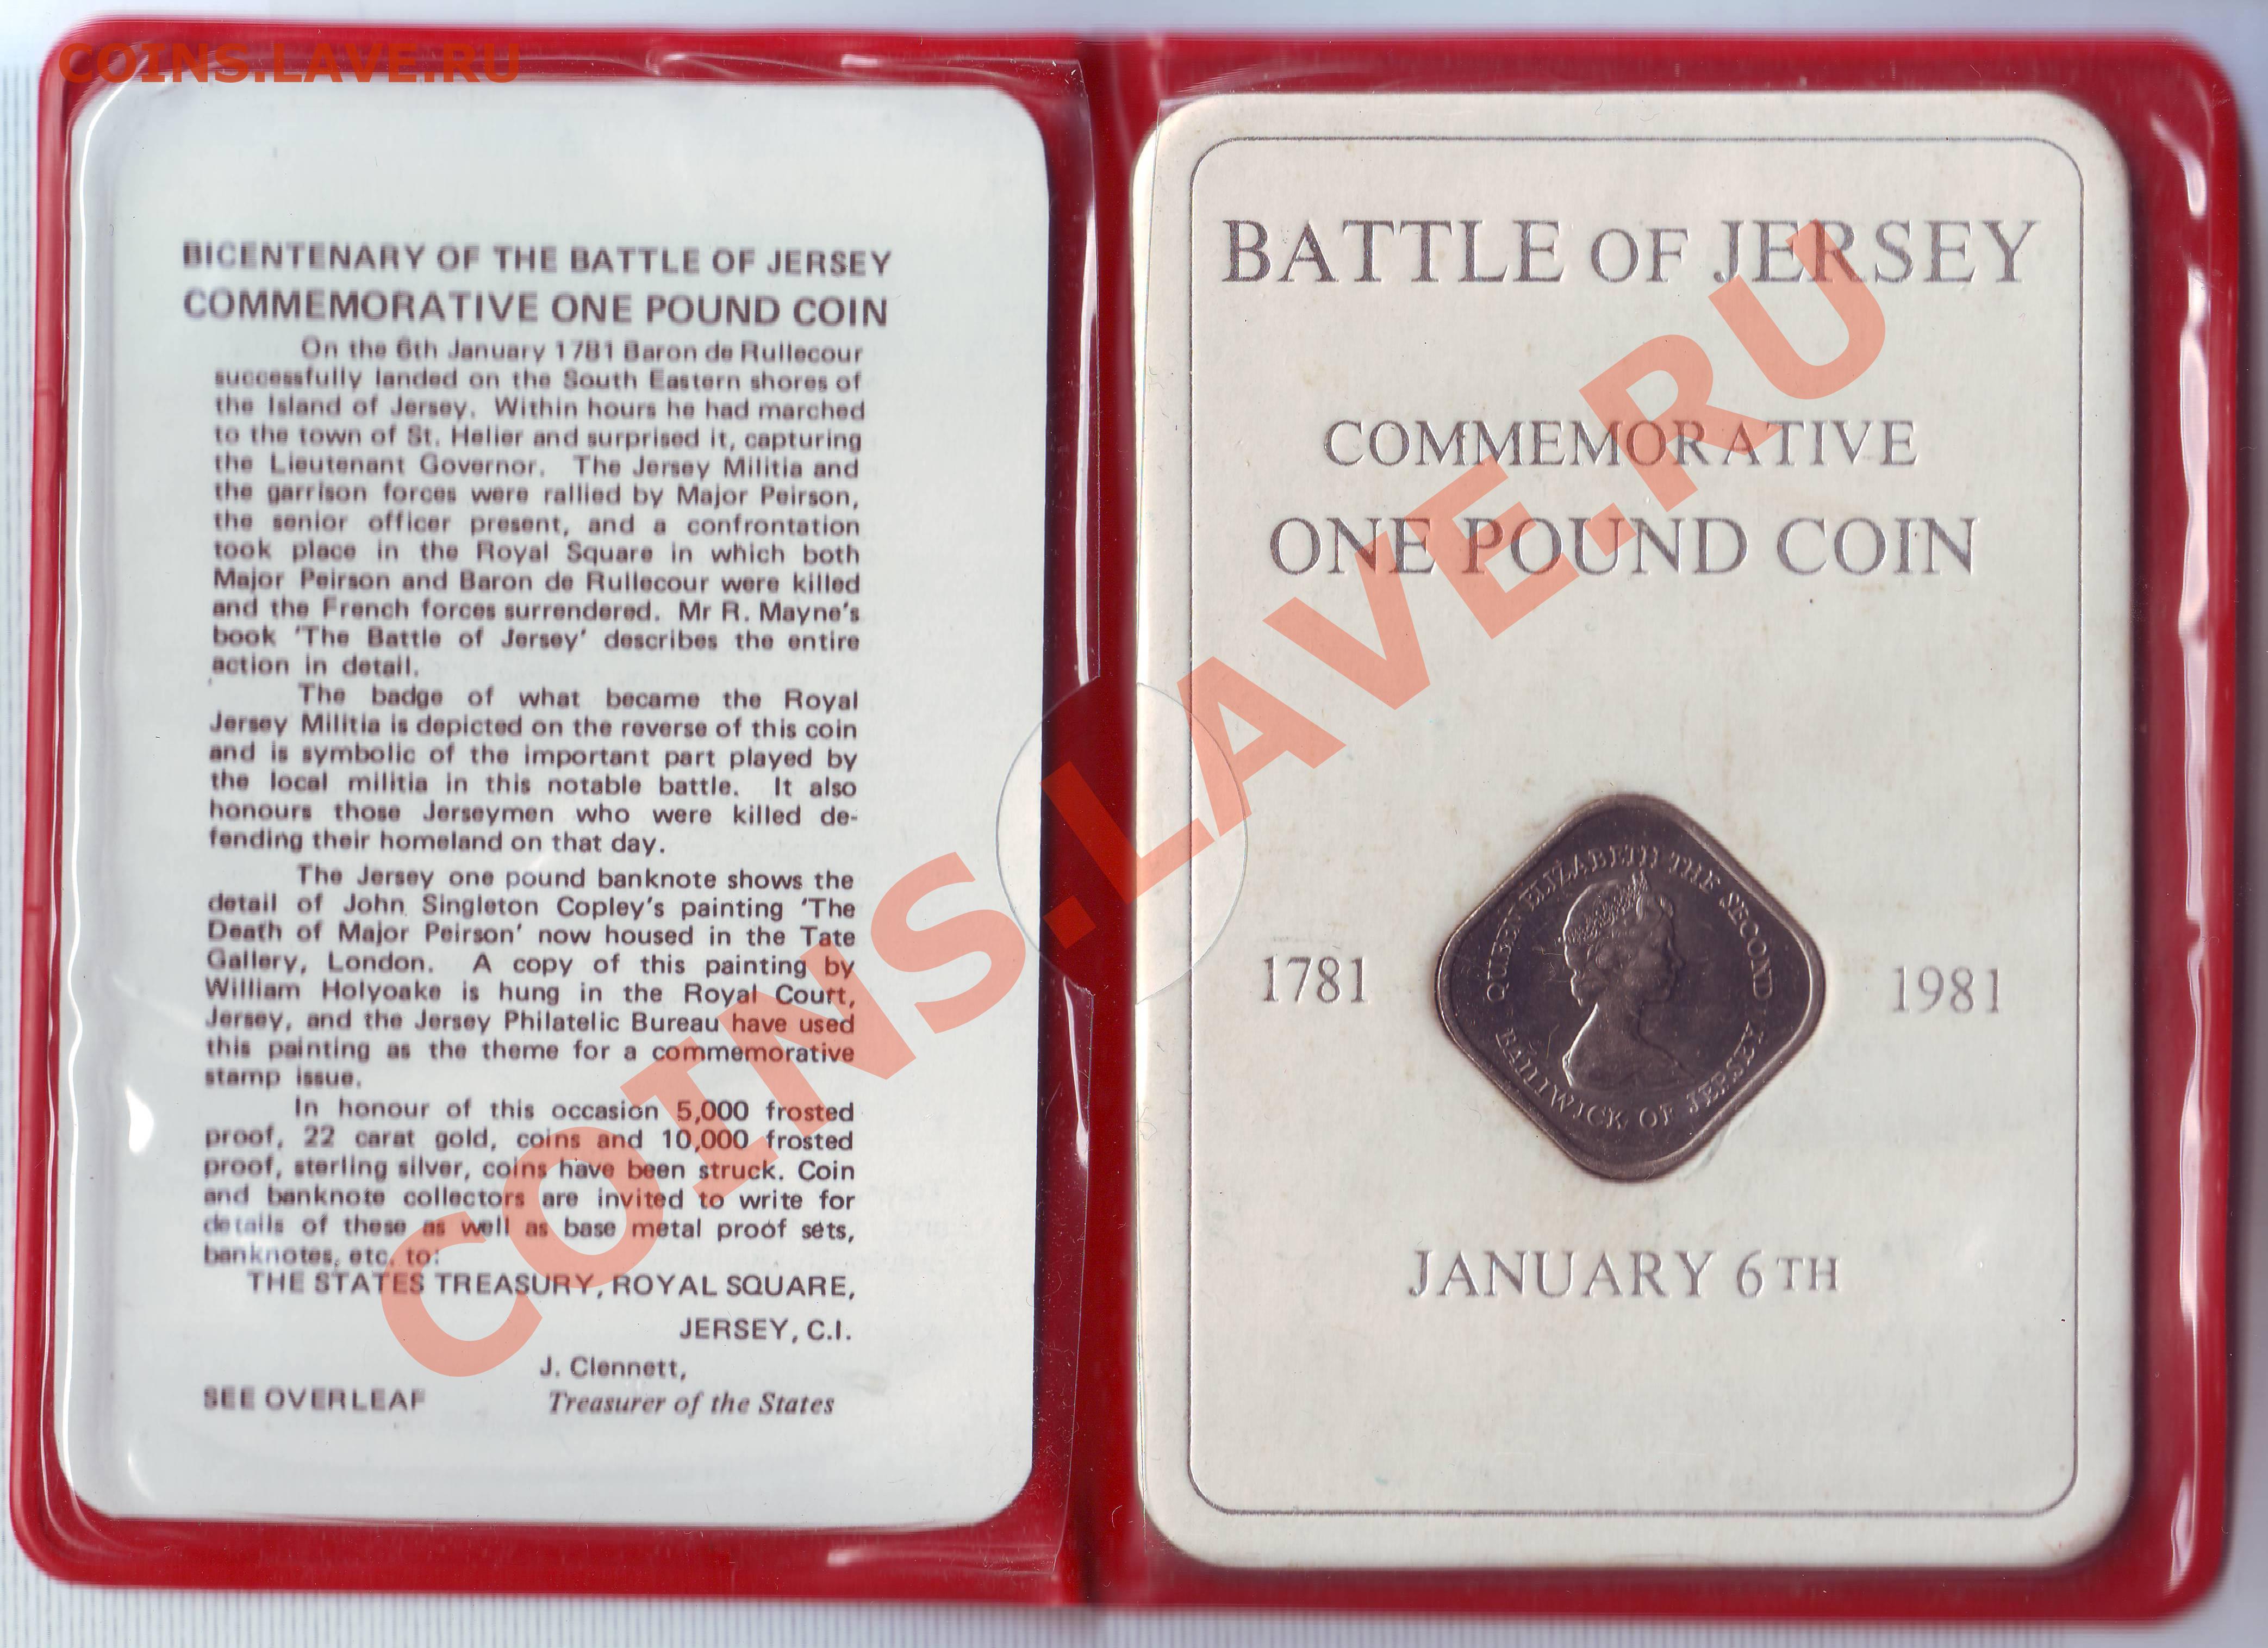 COINS.LAVE.RU
BICENTENARY OF THE BATTLE OF JERSEY
COMMEMORATIVE ONE POUND COIN
On the 6th January 1781 Baron de Rullecour
successfully landed on the South Eastern shores of
the Island of Jersey. Within hours he had marched
to the town of St. Helier and surprised it, capturing
the Lieutenant Governor. The Jersey Militia and
the garrison forces were rallied by Major Peirson,
the senior officer present, and a confrontation
took place in the Royal Square in which both
Major Peirson and Baron de Rullecour were killed
and the French forces surrendered. Mr R. Mayne's
book 'The Battle of Jersey' describes the entire
action in detail.
The badge of what became the Royal
Jersey Militia is depicted on the reverse of this coin
and is symbolic of the important part played by
the local militia in this notable battle. It also
honours those Jerseymen who were killed de-
fending their homeland on that day.
The Jersey one pound banknote shows the
detail of John Singleton Copley's painting 'The
Death of Major Peirson' now housed in the Tate
Gallery, London. A copy of this painting by
William Holyoake is hung in the Royal Court,
Jersey, and the Jersey Philatelic Bureau have used
this painting as the theme for a commemorative
stamp issue.
In honour of this occasion 5,000 frosted
proof, 22 carat gold, coins and 10,000 frosted
proof, sterling silver, coins have been struck. Coin
and banknote collectors are invited to write for
details of these as well as base metal proof sets,
banknotes, etc. to:
THE STATES TREASURY, ROYAL SQUARE,
JERSEY, C.I.
J. Clennett,
SEE OVERLEAF Treasurer of the States
BATTLE OF JERSEY
COMMEMORATIVE
ONE POUND COIN
QUEEN ELIZABETH THE SECOND
BAILIWICK OF JERSEY
1781 1981
JANUARY 6TH
COINS.LAVE.RU